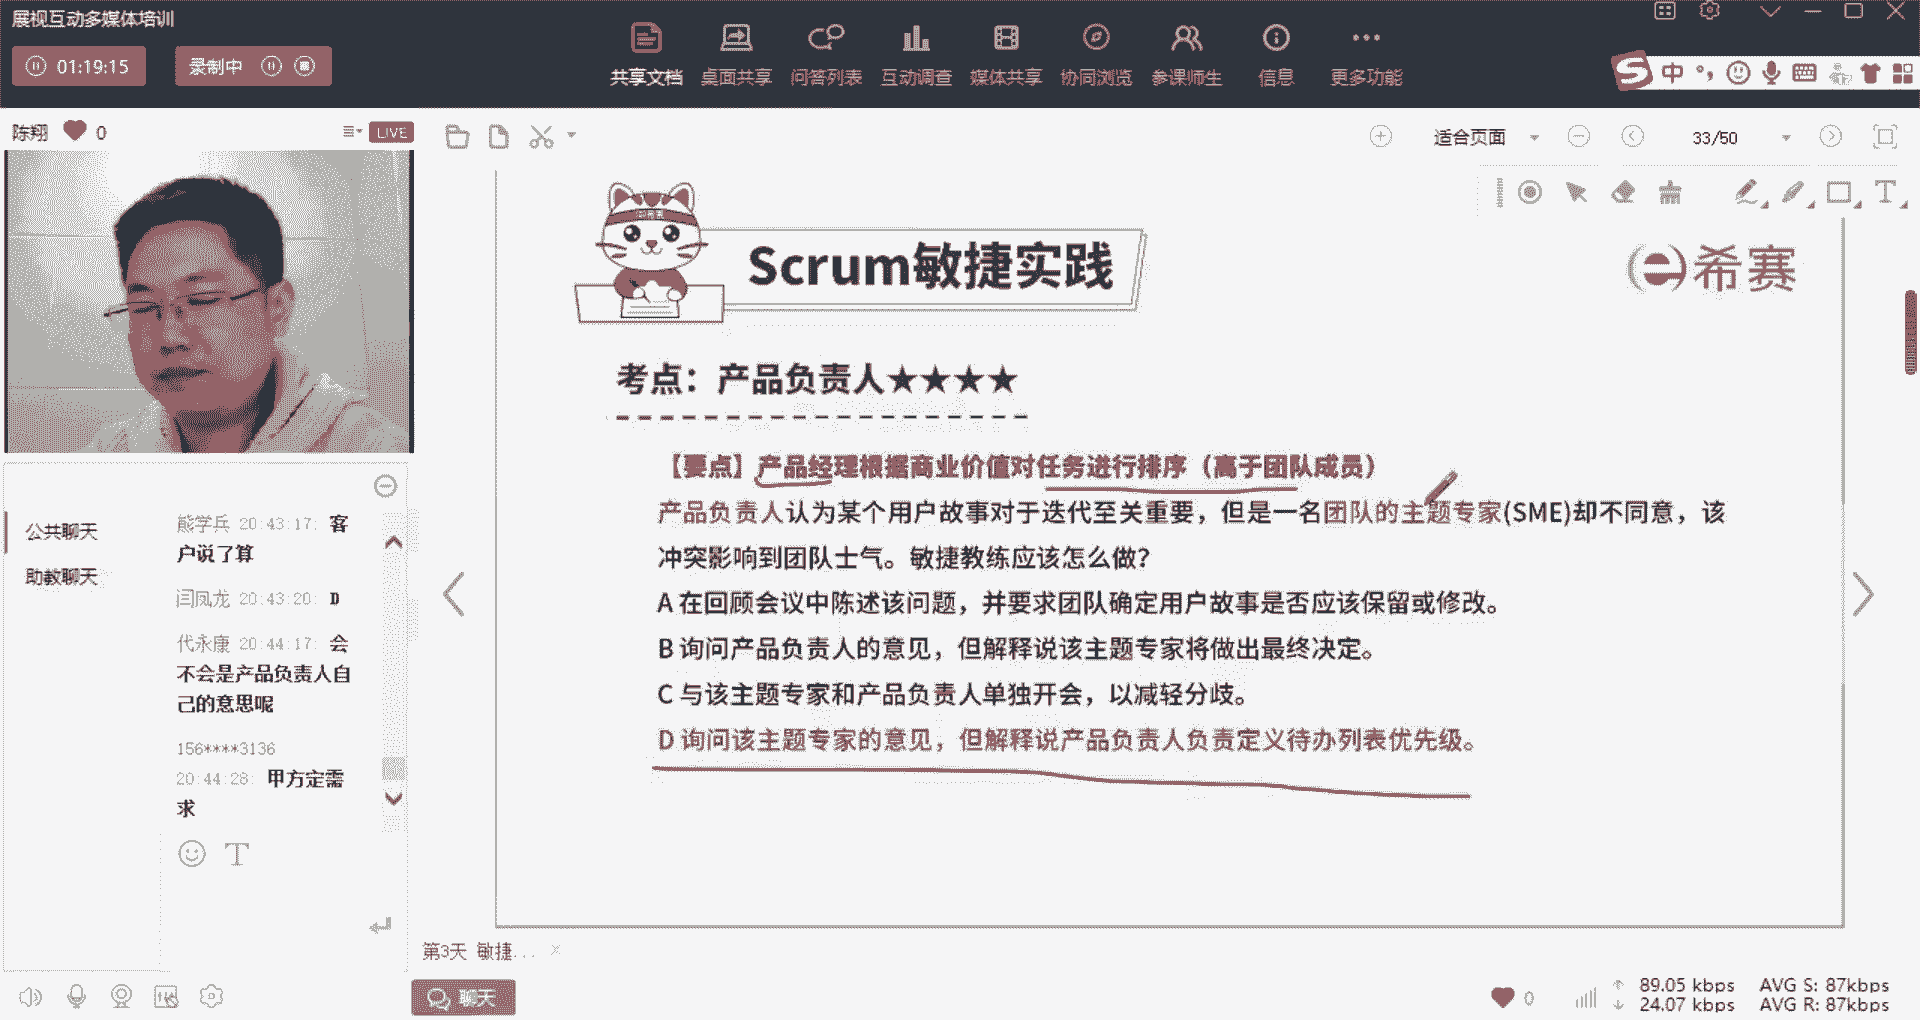 展视互动多媒体培训
01:19:15
录制中
共享文档 桌面共享 问答列表 互动调查 媒体共享 协同浏览 参课师生 信息 更多功能
中
陈翔 0
LIVE
适合页面
33/50
Scrum敏捷实践
希赛
考点：产品负责人★★★★
【要点】产品经理根据商业价值对任务进行排序（高于团队成员）
产品负责人认为某个用户故事对于迭代至关重要，但是一名团队的主题专家(SME)却不同意，该
冲突影响到团队士气。敏捷教练应该怎么做？
A 在回顾会议中陈述该问题，并要求团队确定用户故事是否应该保留或修改。
B 询问产品负责人的意见，但解释说该主题专家将做出最终决定。
C 与该主题专家和产品负责人单独开会，以减轻分歧。
D 询问该主题专家的意见，但解释说产品负责人负责定义待办列表优先级。
公共聊天
助教聊天
熊学兵 20:43:17: 客
户说了算
闫凤龙 20:43:20: D
代永康 20:44:17: 会
不会是产品负责人自
己的意思呢
156****3136
20:44:28: 甲方定需
求
第3天 敏捷...
聊天
0
89.05 kbps AVG S: 87kbps
24.07 kbps AVG R: 87kbps